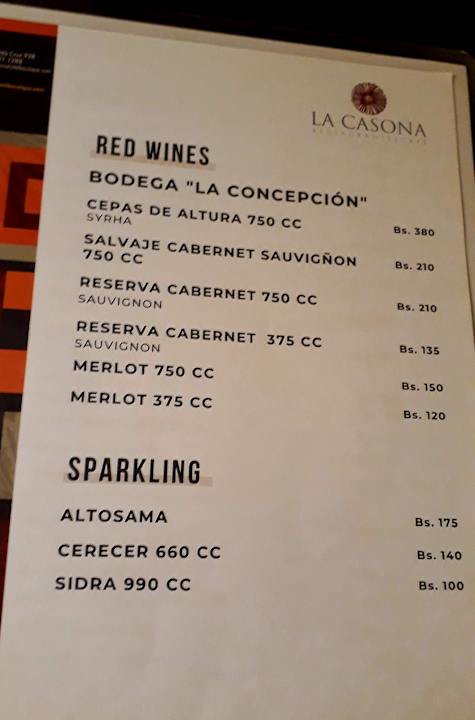 LA CASONA
RED WINES
BODEGA "LA CONCEPCIÓN"
CEPAS DE ALTURA 750 CC
SYRHA
Bs. 380
SALVAJE CABERNET SAUVIGÑON
750 CC
Bs. 210
RESERVA CABERNET 750 CC
SAUVIGNON
Bs. 210
RESERVA CABERNET 375 CC
SAUVIGNON
Bs. 135
MERLOT 750 CC
Bs. 150
MERLOT 375 CC
Bs. 120
SPARKLING
ALTOSAMA
Bs. 175
CERECER 660 CC
Bs. 140
SIDRA 990 CC
Bs. 100